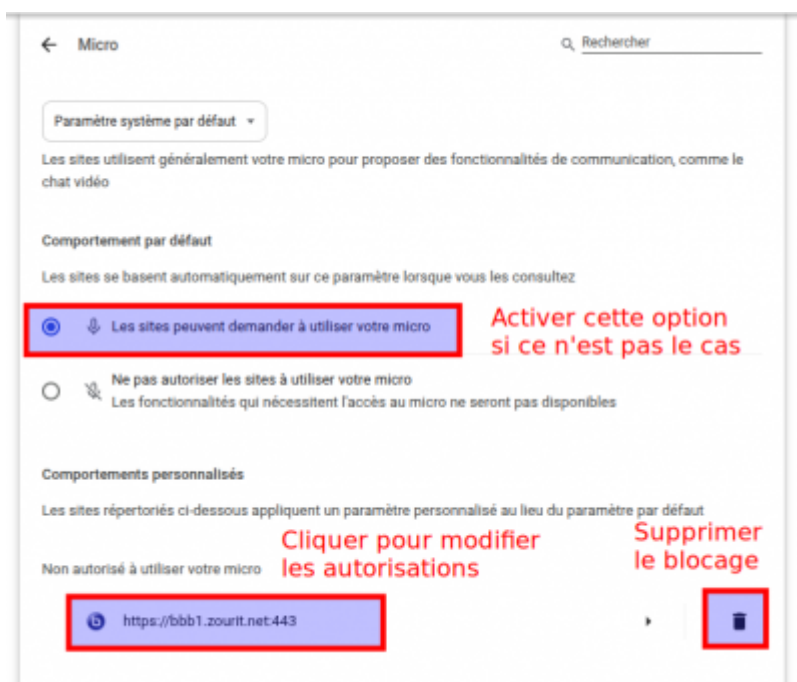 Micro
Rechercher
Paramètre système par défaut
Les sites utilisent généralement votre micro pour proposer des fonctionnalités de communication, comme le
chat vidéo
Comportement par défaut
Les sites se basent automatiquement sur ce paramètre lorsque vous les consultez
Les sites peuvent demander à utiliser votre micro
Activer cette option
si ce n'est pas le cas
Ne pas autoriser les sites à utiliser votre micro
Les fonctionnalités qui nécessitent l'accès au micro ne seront pas disponibles
Comportements personnalisés
Les sites répertoriés ci-dessous appliquent un paramètre personnalisé au lieu du paramètre par défaut
Cliquer pour modifier
les autorisations
Supprimer
le blocage
Non autorisé à utiliser votre micro
https://bbb1.zourit.net:443